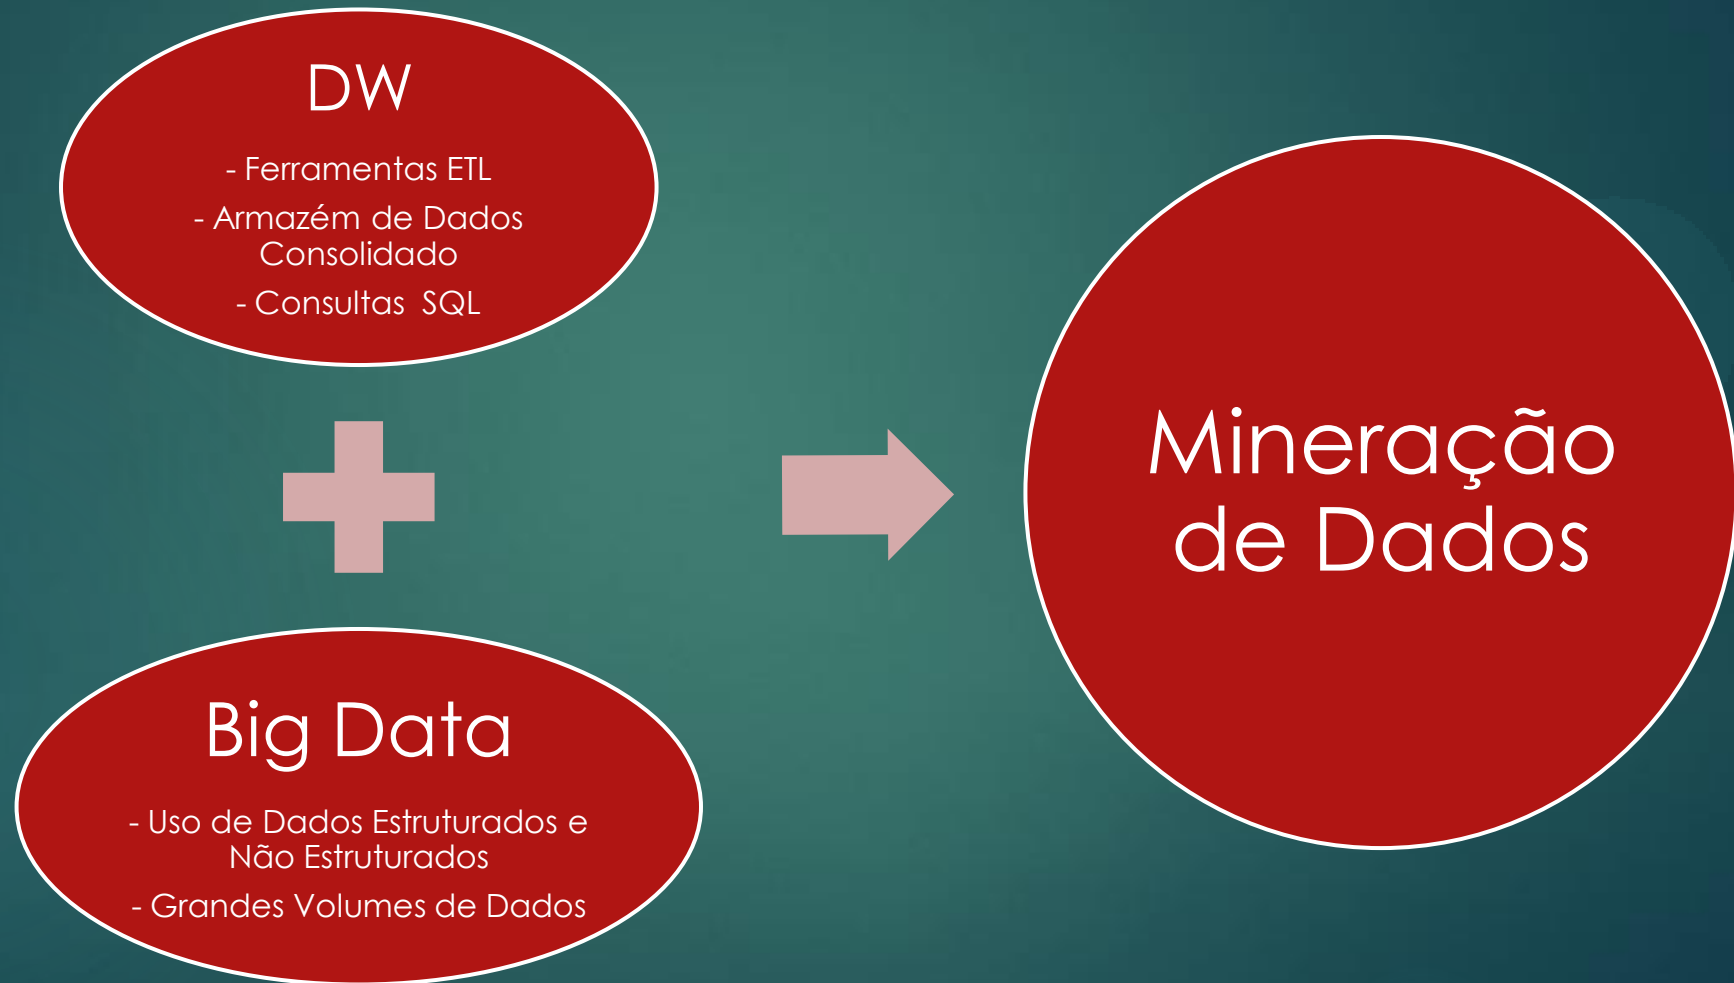 DW
- Ferramentas ETL
- Armazém de Dados
Consolidado
- Consultas  SQL
Big Data
- Uso de Dados Estruturados e
Não Estruturados
- Grandes Volumes de Dados
Mineração
de Dados